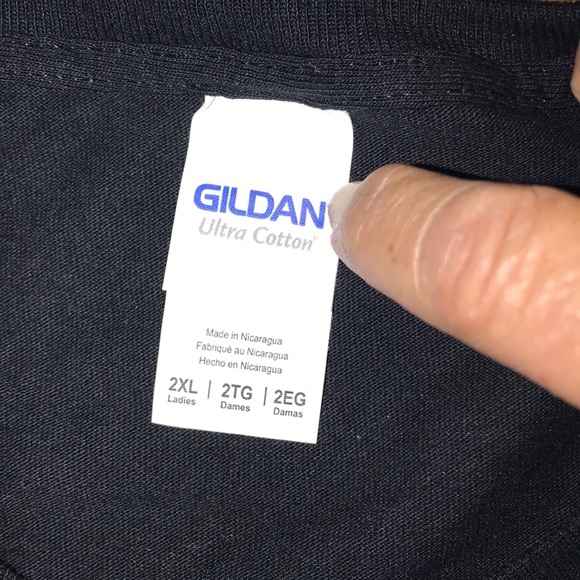 GILDAN
Ultra Cotton®
Made in Nicaragua
Fabriqué au Nicaragua
Hecho en Nicaragua
2XL | 2TG | 2EG
Ladies Dames Damas